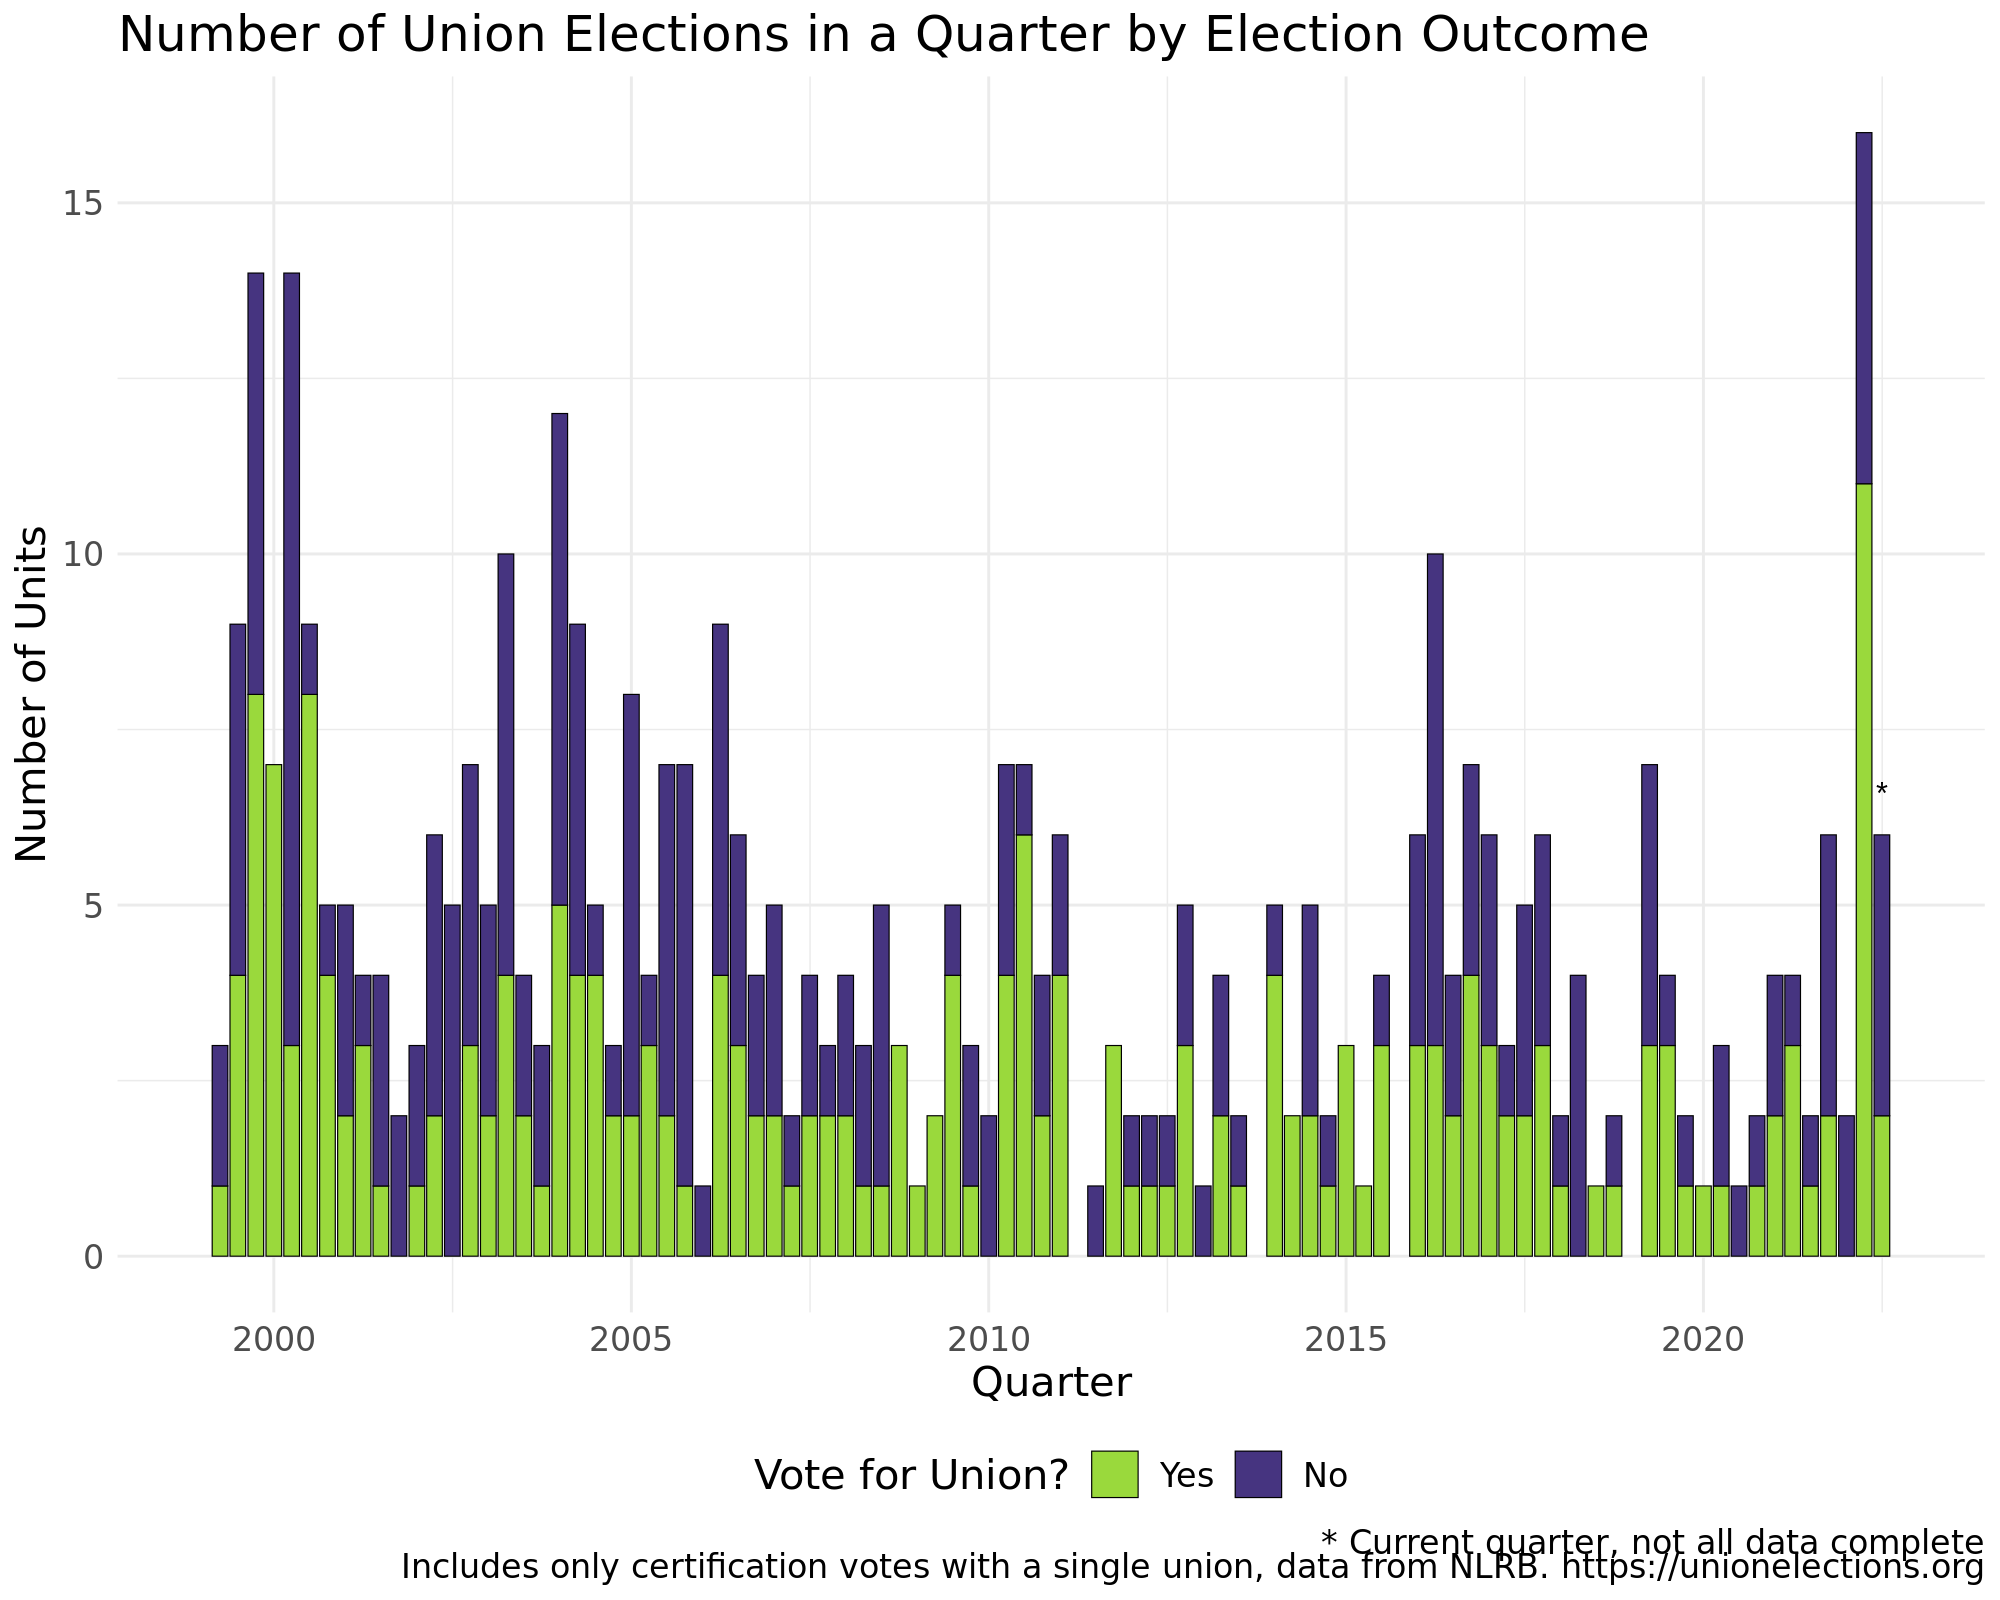 Number of Union Elections in a Quarter by Election Outcome
Number of Units
15
10
5
0
*
2000 2005 2010 2015 2020
Quarter
Vote for Union? Yes No
* Current quarter, not all data complete
Includes only certification votes with a single union, data from NLRB. https://unionelections.org